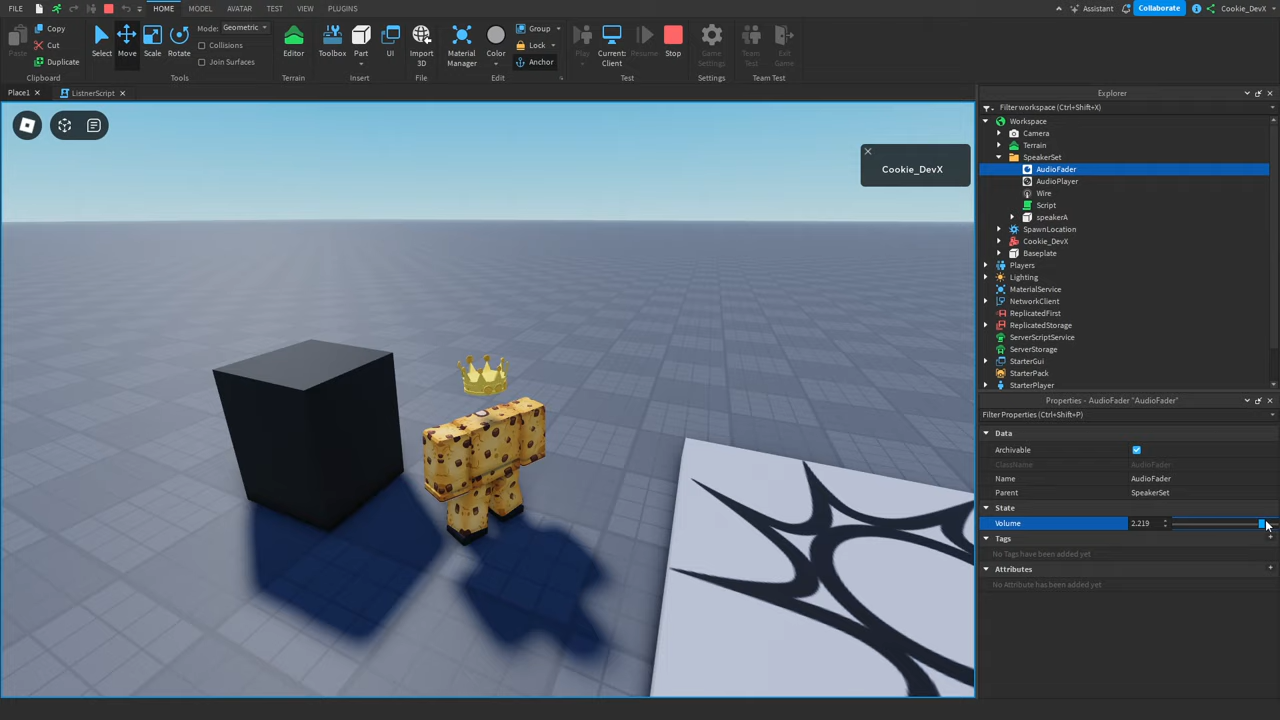 FILE HOME MODEL AVATAR TEST VIEW PLUGINS Assistant Collaborate Cookie_DevX
Paste Copy Cut Duplicate Clipboard
Select Move Scale Rotate Mode: Geometric Collisions Join Surfaces Tools
Editor Terrain
Toolbox Part UI Insert
Import 3D File
Material Manager Color Group Lock Anchor Edit
Play Current: Client Resume Stop Test
Game Settings Settings
Team Test Exit Game Team Test
Place1 ListnerScript
Cookie_DevX
Explorer
Filter workspace (Ctrl+Shift+X)
Workspace
Camera
Terrain
SpeakerSet
AudioFader
AudioPlayer
Wire
Script
speakerA
SpawnLocation
Cookie_DevX
Baseplate
Players
Lighting
MaterialService
NetworkClient
ReplicatedFirst
ReplicatedStorage
ServerScriptService
ServerStorage
StarterGui
StarterPack
StarterPlayer
Properties - AudioFader "AudioFader"
Filter Properties (Ctrl+Shift+P)
Data
Archivable
ClassName AudioFader
Name AudioFader
Parent SpeakerSet
State
Volume 2.219
Tags
No Tags have been added yet
Attributes
No Attribute has been added yet